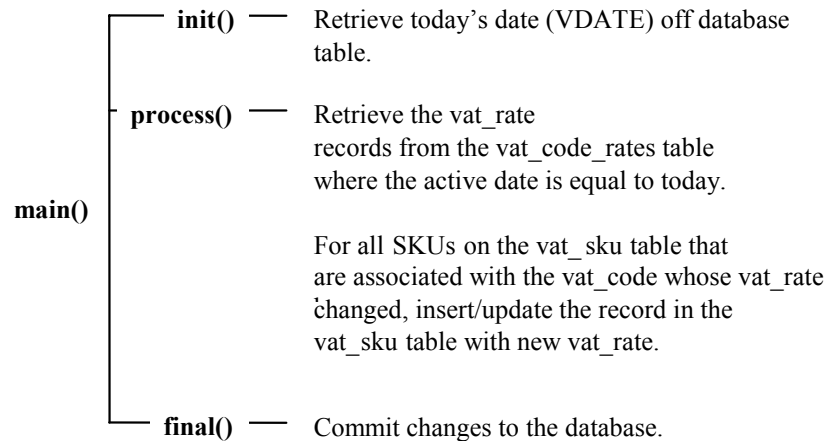 init() Retrieve today’s date (VDATE) off database
table.
process() Retrieve the vat_rate
records from the vat_code_rates table
where the active date is equal to today.
main()
For all SKUs on the vat_ sku table that
are associated with the vat_code whose vat_rate
changed, insert/update the record in the
vat_sku table with new vat_rate.
final() Commit changes to the database.